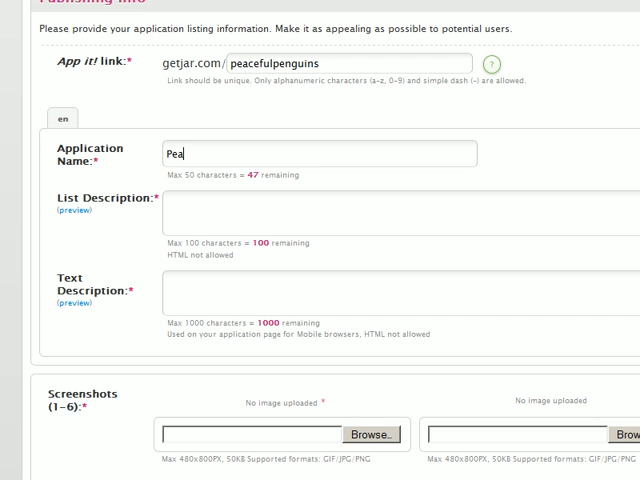 Publishing Info
Please provide your application listing information. Make it as appealing as possible to potential users.
App it! link:* getjar.com/ peacefulpenguins ?
Link should be unique. Only alphanumeric characters (a-z, 0-9) and simple dash (-) are allowed.
en
Application Name:* Pea
Max 50 characters = 47 remaining
List Description:*
(preview)
Max 100 characters = 100 remaining
HTML not allowed
Text Description:*
(preview)
Max 1000 characters = 1000 remaining
Used on your application page for Mobile browsers, HTML not allowed
Screenshots (1-6):*
No image uploaded * No image uploaded
Browse... Brow
Max 480x800PX, 50KB Supported formats: GIF/JPG/PNG Max 480x800PX, 50KB Supported formats: GIF/JPG/PNG